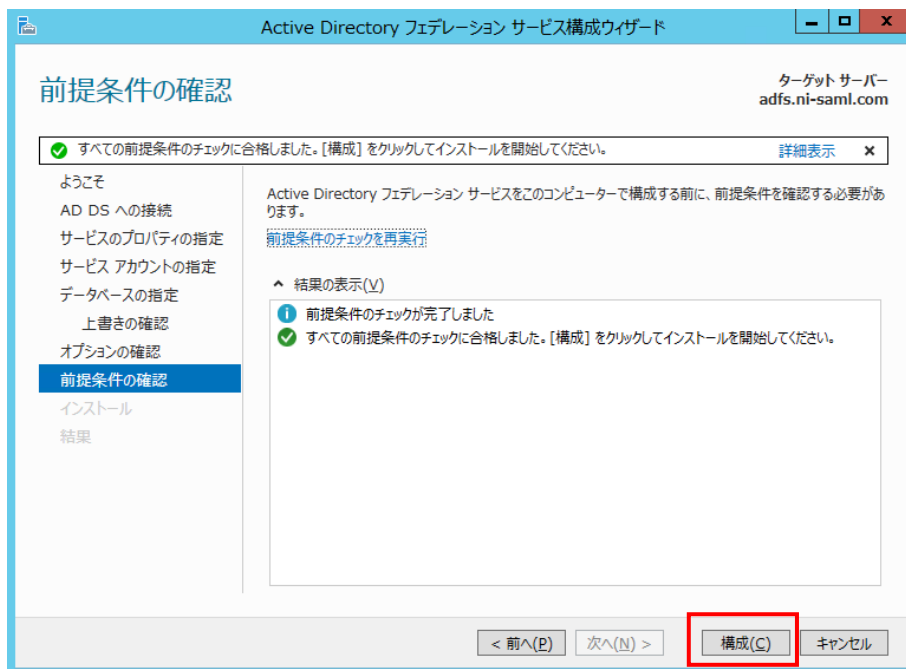 Active Directory フェデレーション サービス構成ウィザード
前提条件の確認
ターゲット サーバー
adfs.ni-saml.com
すべての前提条件のチェックに合格しました。[構成] をクリックしてインストールを開始してください。
詳細表示
ようこそ
AD DS への接続
サービスのプロパティの指定
サービス アカウントの指定
データベースの指定
上書きの確認
オプションの確認
前提条件の確認
インストール
結果
Active Directory フェデレーション サービスをこのコンピューターで構成する前に、前提条件を確認する必要があ
ります。
前提条件のチェックを再実行
結果の表示(V)
前提条件のチェックが完了しました
すべての前提条件のチェックに合格しました。[構成] をクリックしてインストールを開始してください。
< 前へ(P)
次へ(N) >
構成(C)
キャンセル